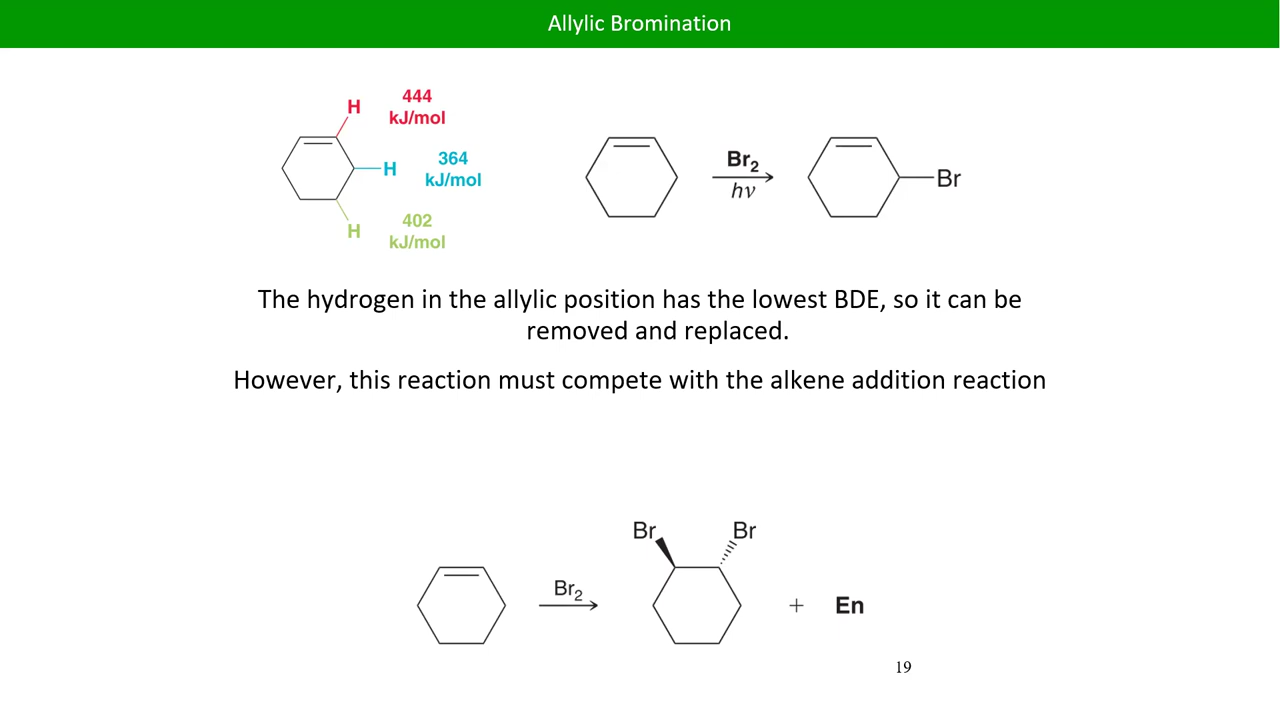 Allylic Bromination
H
444
kJ/mol
H
364
kJ/mol
H
402
kJ/mol
Br₂
hν
Br
The hydrogen in the allylic position has the lowest BDE, so it can be
removed and replaced.
However, this reaction must compete with the alkene addition reaction
Br₂
Br
Br
+
En
19